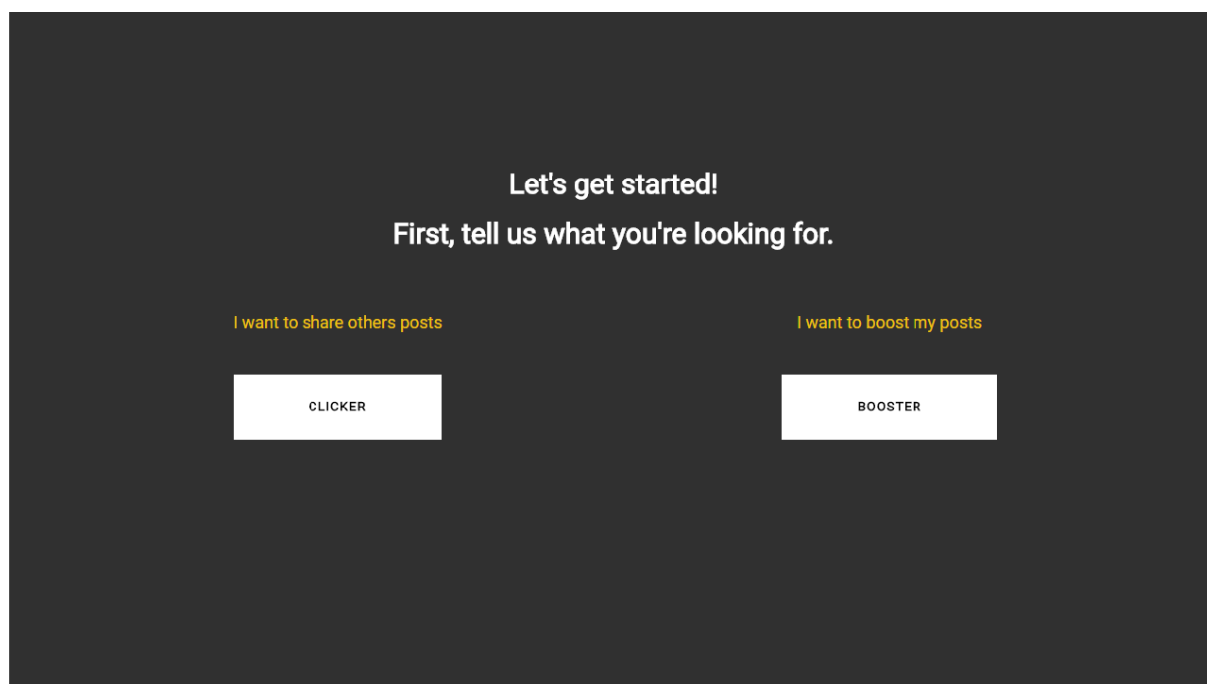 Let's get started!
First, tell us what you're looking for.
I want to share others posts
I want to boost my posts
CLICKER
BOOSTER